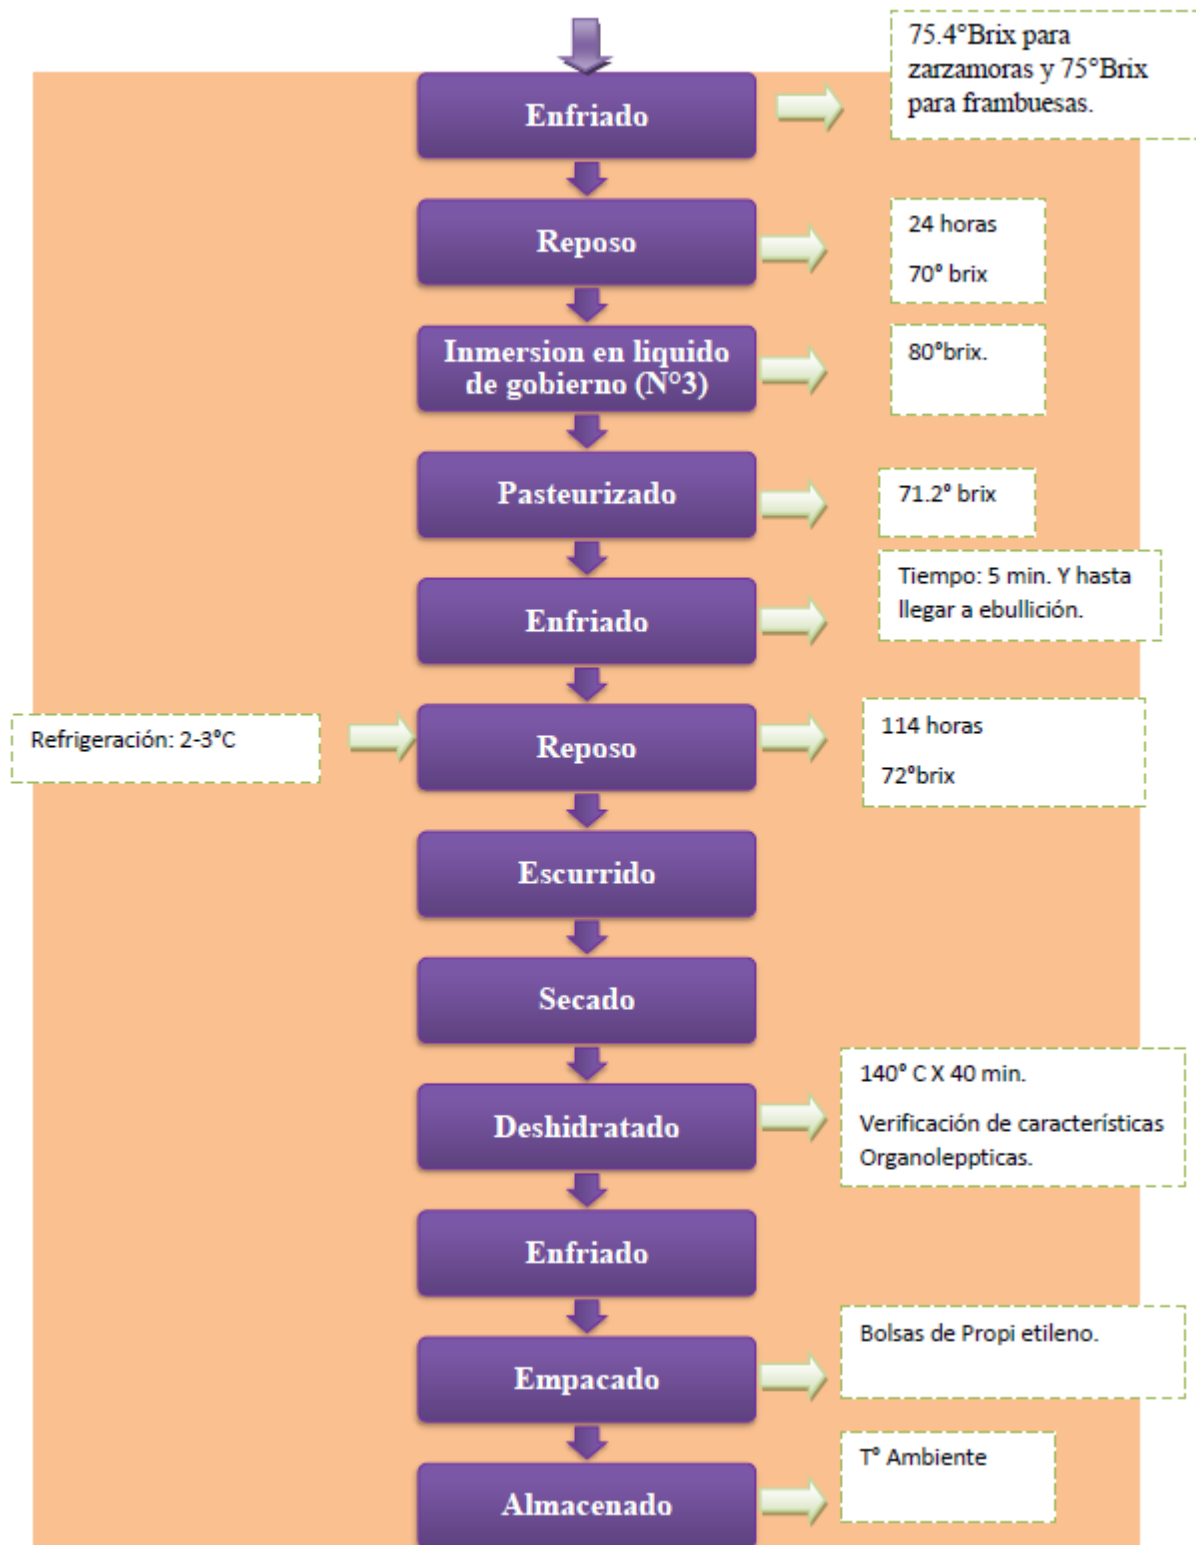 75.4°Brix para
zarzamoras y 75°Brix
para frambuesas.
Enfriado
Reposo
24 horas
70° brix
Inmersion en liquido
de gobierno (N°3)
80°brix.
Pasteurizado
71.2° brix
Enfriado
Tiempo: 5 min. Y hasta
llegar a ebullición.
Refrigeración: 2-3°C
Reposo
114 horas
72°brix
Escurrido
Secado
Deshidratado
140° C X 40 min.
Verificación de características
Organoleppticas.
Enfriado
Empacado
Bolsas de Propi etileno.
Almacenado
T° Ambiente